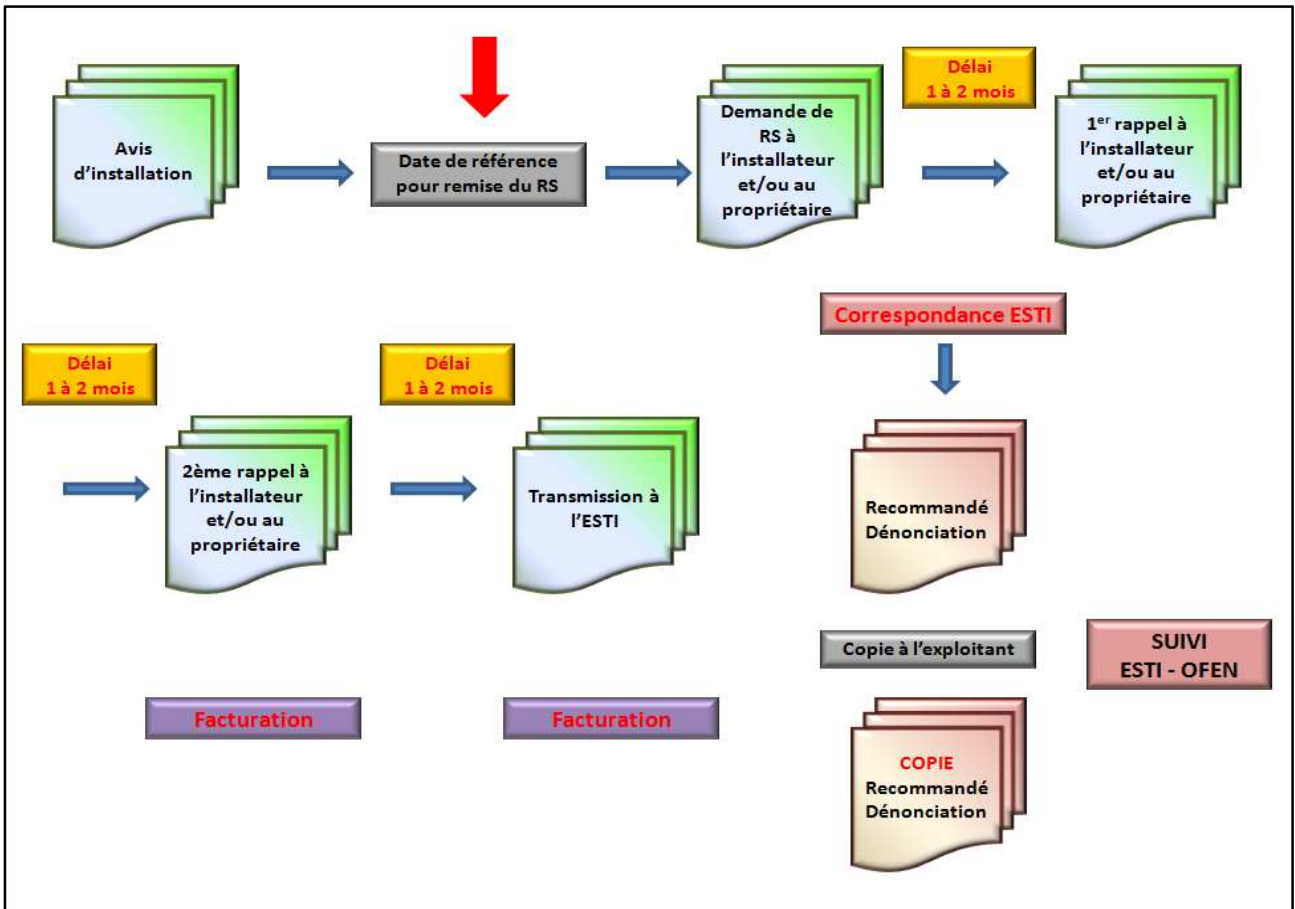 Avis
d’installation
Date de référence
pour remise du RS
Demande de
RS à
l’installateur
et/ou au
propriétaire
Délai
1 à 2 mois
1er rappel à
l’installateur
et/ou au
propriétaire
Correspondance ESTI
Délai
1 à 2 mois
2ème rappel à
l’installateur
et/ou au
propriétaire
Délai
1 à 2 mois
Transmission à
l’ESTI
Recommandé
Dénonciation
Copie à l’exploitant
SUIVI
ESTI - OFEN
Facturation
Facturation
COPIE
Recommandé
Dénonciation